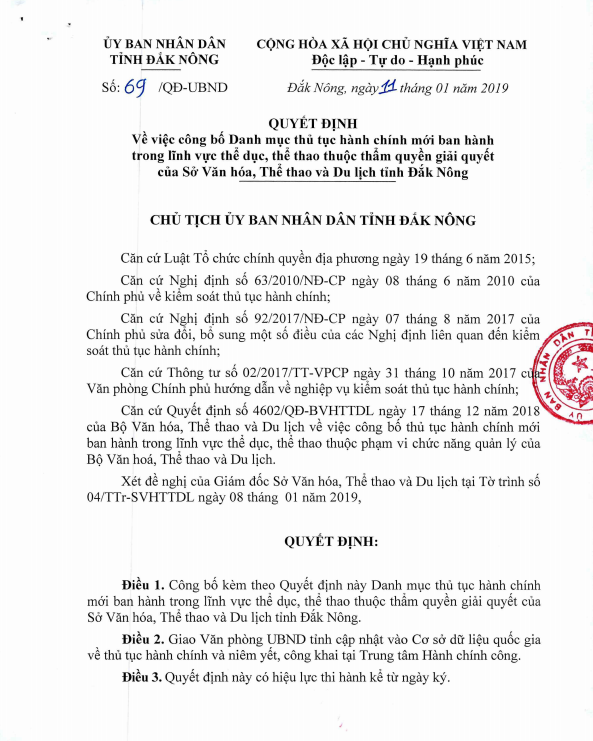 ỦY BAN NHÂN DÂN
TỈNH ĐẮK NÔNG
CỘNG HÒA XÃ HỘI CHỦ NGHĨA VIỆT NAM
Độc lập - Tự do - Hạnh phúc
Số: 69 /QĐ-UBND
Đắk Nông, ngày 11 tháng 01 năm 2019
QUYẾT ĐỊNH
Về việc công bố Danh mục thủ tục hành chính mới ban hành
trong lĩnh vực thể dục, thể thao thuộc thẩm quyền giải quyết
của Sở Văn hóa, Thể thao và Du lịch tỉnh Đắk Nông
CHỦ TỊCH ỦY BAN NHÂN DÂN TỈNH ĐẮK NÔNG
Căn cứ Luật Tổ chức chính quyền địa phương ngày 19 tháng 6 năm 2015;
Căn cứ Nghị định số 63/2010/NĐ-CP ngày 08 tháng 6 năm 2010 của
Chính phủ về kiểm soát thủ tục hành chính;
Căn cứ Nghị định số 92/2017/NĐ-CP ngày 07 tháng 8 năm 2017 của
Chính phủ sửa đổi, bổ sung một số điều của các Nghị định liên quan đến kiểm
soát thủ tục hành chính;
Căn cứ Thông tư số 02/2017/TT-VPCP ngày 31 tháng 10 năm 2017 của
Văn phòng Chính phủ hướng dẫn về nghiệp vụ kiểm soát thủ tục hành chính;
Căn cứ Quyết định số 4602/QĐ-BVHTTDL ngày 17 tháng 12 năm 2018
của Bộ Văn hóa, Thể thao và Du lịch về việc công bố thủ tục hành chính mới
ban hành trong lĩnh vực thể dục, thể thao thuộc phạm vi chức năng quản lý của
Bộ Văn hoá, Thể thao và Du lịch.
Xét đề nghị của Giám đốc Sở Văn hóa, Thể thao và Du lịch tại Tờ trình số
04/TTr-SVHTTDL ngày 08 tháng 01 năm 2019,
QUYẾT ĐỊNH:
Điều 1. Công bố kèm theo Quyết định này Danh mục thủ tục hành chính
mới ban hành trong lĩnh vực thể dục, thể thao thuộc thẩm quyền giải quyết của
Sở Văn hóa, Thể thao và Du lịch tỉnh Đắk Nông.
Điều 2. Giao Văn phòng UBND tỉnh cập nhật vào Cơ sở dữ liệu quốc gia
về thủ tục hành chính và niêm yết, công khai tại Trung tâm Hành chính công.
Điều 3. Quyết định này có hiệu lực thi hành kể từ ngày ký.
ỦY BAN NHÂN DÂN